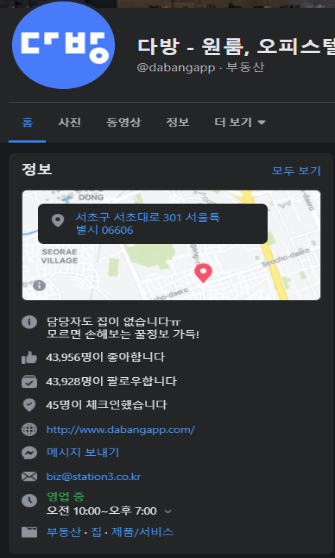 다방
다방 - 원룸, 오피스텔
@dabangapp · 부동산
홈 사진 동영상 정보 더 보기
정보 모두 보기
DONG
서초구 서초대로 301 서울특
별시 06606
SEORAE
VILLAGE
Seocho-daero
담당자도 집이 없습니다ㅠ
모르면 손해보는 꿀정보 가득!
43,956명이 좋아합니다
43,928명이 팔로우합니다
45명이 체크인했습니다
http://www.dabangapp.com/
메시지 보내기
biz@station3.co.kr
영업 중
오전 10:00~오후 7:00
부동산 · 집 · 제품/서비스